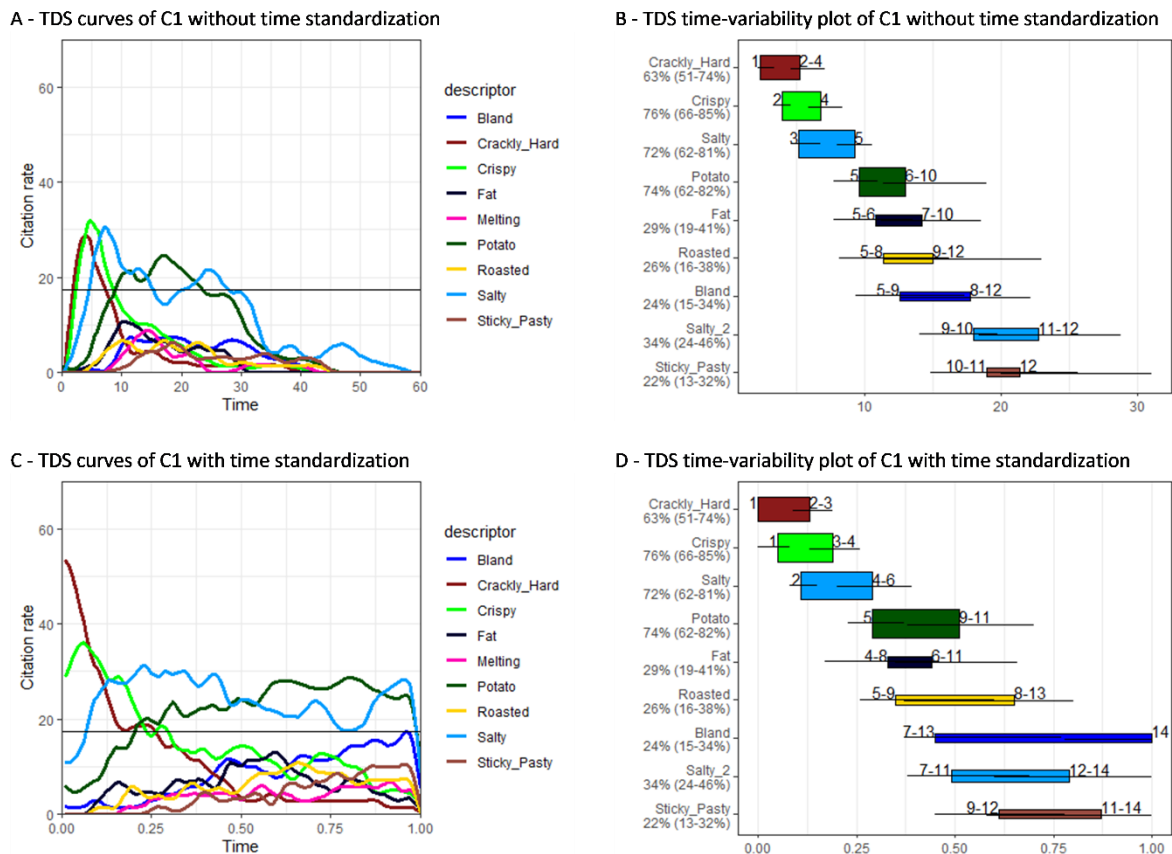 A - TDS curves of C1 without time standardization
60
40
20
0
Citation rate
0 10 20 30 40 50 60
Time
descriptor
Bland
Crackly_Hard
Crispy
Fat
Melting
Potato
Roasted
Salty
Sticky_Pasty
B - TDS time-variability plot of C1 without time standardization
Crackly_Hard 1 2-4
63% (51-74%)
Crispy 2 4
76% (66-85%)
Salty 3 5
72% (62-81%)
Potato 5 6-10
74% (62-82%)
Fat 5-6 7-10
29% (19-41%)
Roasted 5-8 9-12
26% (16-38%)
Bland 5-9 8-12
24% (15-34%)
Salty_2 9-10 11-12
34% (24-46%)
Sticky_Pasty 10-11 12
22% (13-32%)
10 20 30
C - TDS curves of C1 with time standardization
60
40
20
0
Citation rate
0.00 0.25 0.50 0.75 1.00
Time
descriptor
Bland
Crackly_Hard
Crispy
Fat
Melting
Potato
Roasted
Salty
Sticky_Pasty
D - TDS time-variability plot of C1 with time standardization
Crackly_Hard 1 2-3
63% (51-74%)
Crispy 1 3-4
76% (66-85%)
Salty 2 4-6
72% (62-81%)
Potato 5 9-11
74% (62-82%)
Fat 4-8 6-11
29% (19-41%)
Roasted 5-9 8-13
26% (16-38%)
Bland 7-13 14
24% (15-34%)
Salty_2 7-11 12-14
34% (24-46%)
Sticky_Pasty 9-12 11-14
22% (13-32%)
0.00 0.25 0.50 0.75 1.00